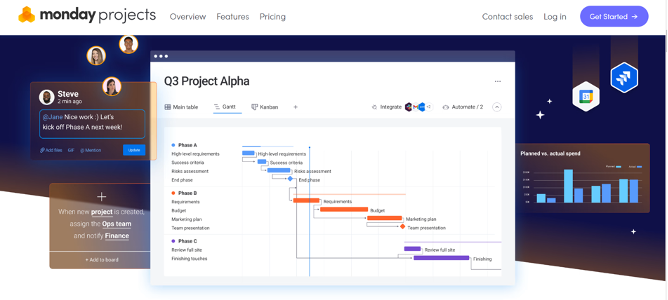 monday projects
Overview Features Pricing
Contact sales Log in Get Started →
Steve
2 min ago
@Jane Nice work :) Let's
kick off Phase A next week!
Add files GIF @ Mention Update
+
When new project is created,
assign the Ops team
and notify Finance
+ Add to board
Q3 Project Alpha
Main table Gantt Kanban +
Integrate Automate / 2
Phase A
High level requirements High level requirements
Success criteria Success criteria
Risks assessment Risks assessment
End phase End phase
Phase B
Requirements Requirements
Budget Budget
Marketing plan Marketing plan
Team presentation Team presentation
Phase C
Review full site Review full site
Finishing touches Finishing
Planned vs. actual spend